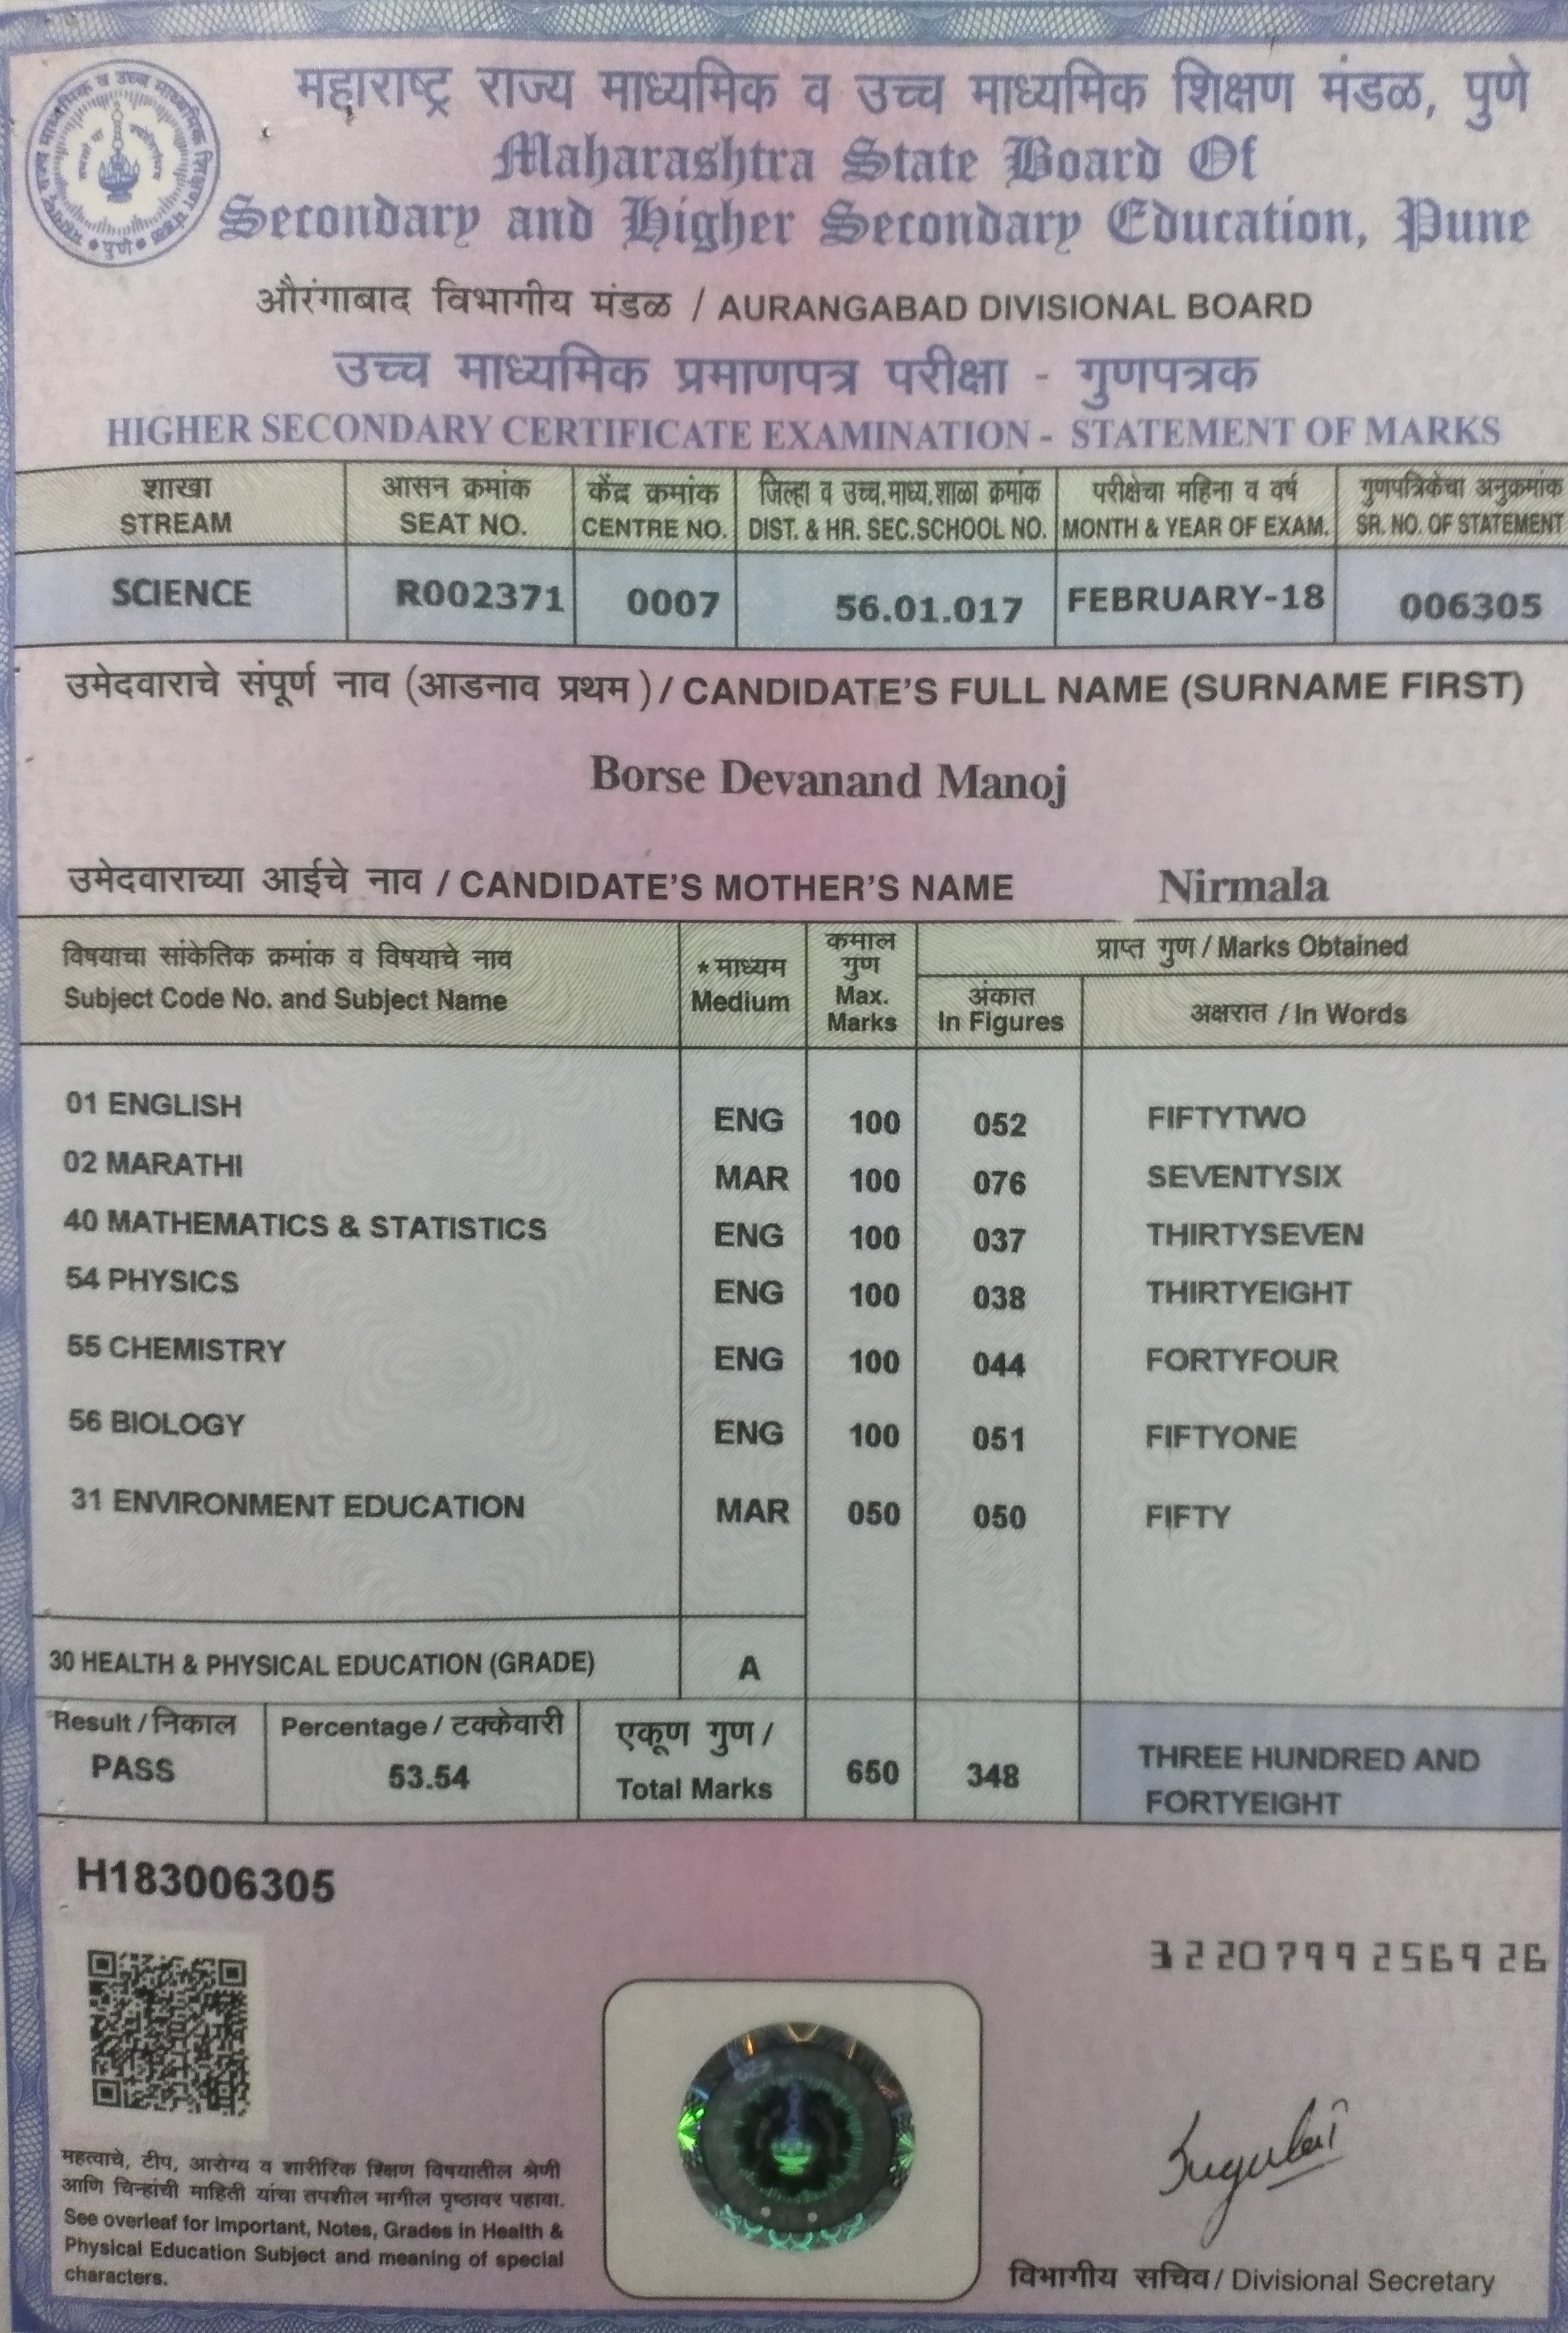 महाराष्ट्र राज्य माध्यमिक व उच्च माध्यमिक शिक्षण मंडळ, पुणे
Maharashtra State Board Of
Secondary and Higher Secondary Education, Pune
औरंगाबाद विभागीय मंडळ / AURANGABAD DIVISIONAL BOARD
उच्च माध्यमिक प्रमाणपत्र परीक्षा - गुणपत्रक
HIGHER SECONDARY CERTIFICATE EXAMINATION - STATEMENT OF MARKS
शाखा आसन क्रमांक केंद्र क्रमांक जिल्हा व उच्च.माध्य.शाळा क्रमांक परीक्षेचा महिना व वर्ष गुणपत्रिकेचा अनुक्रमांक
STREAM SEAT NO. CENTRE NO. DIST. & HR. SEC.SCHOOL NO. MONTH & YEAR OF EXAM. SR. NO. OF STATEMENT
SCIENCE R002371 0007 56.01.017 FEBRUARY-18 006305
उमेदवाराचे संपूर्ण नाव (आडनाव प्रथम) / CANDIDATE'S FULL NAME (SURNAME FIRST)
Borse Devanand Manoj
उमेदवाराच्या आईचे नाव / CANDIDATE'S MOTHER'S NAME Nirmala
विषयाचा सांकेतिक क्रमांक व विषयाचे नाव
Subject Code No. and Subject Name
*माध्यम
Medium
कमाल
गुण
Max.
Marks
प्राप्त गुण / Marks Obtained
अंकात
In Figures
अक्षरात / In Words
01 ENGLISH ENG 100 052 FIFTYTWO
02 MARATHI MAR 100 076 SEVENTYSIX
40 MATHEMATICS & STATISTICS ENG 100 037 THIRTYSEVEN
54 PHYSICS ENG 100 038 THIRTYEIGHT
55 CHEMISTRY ENG 100 044 FORTYFOUR
56 BIOLOGY ENG 100 051 FIFTYONE
31 ENVIRONMENT EDUCATION MAR 050 050 FIFTY
30 HEALTH & PHYSICAL EDUCATION (GRADE) A
Result / निकाल Percentage / टक्केवारी एकूण गुण /
PASS 53.54 Total Marks 650 348 THREE HUNDRED AND
FORTYEIGHT
H183006305
3220799256926
महत्वाचे, टीप, आरोग्य व शारीरिक शिक्षण विषयातील श्रेणी
आणि चिन्हांची माहिती यांचा तपशील मागील पृष्ठावर पहावा.
See overleaf for Important, Notes, Grades in Health &
Physical Education Subject and meaning of special
characters.
विभागीय सचिव / Divisional Secretary